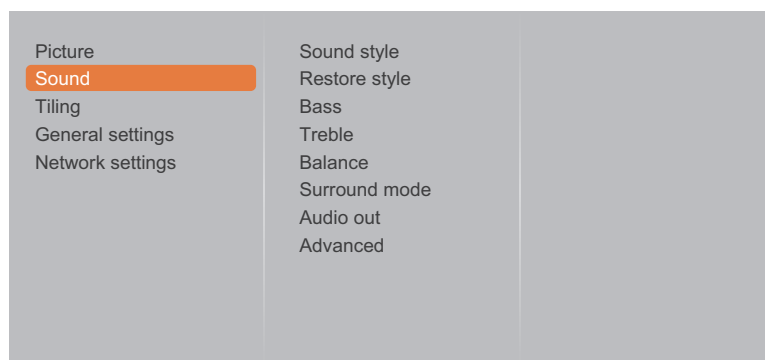 Picture
Sound
Tiling
General settings
Network settings
Sound style
Restore style
Bass
Treble
Balance
Surround mode
Audio out
Advanced